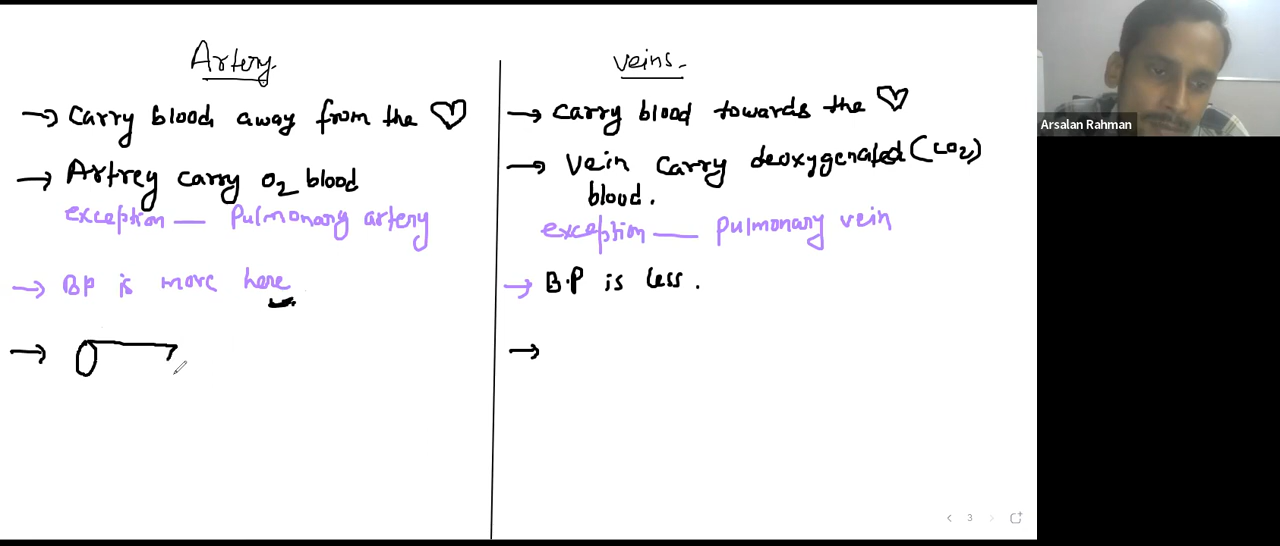 Artery
→ Carry blood away from the ♡
→ Artrey carry O₂ blood
exception — Pulmonary artery
→ BP is more here
→
veins
→ Carry blood towards the ♡
→ Vein carry deoxygenated (CO₂)
blood.
exception — pulmonary vein
→ B.P is less.
→
Arsalan Rahman
3